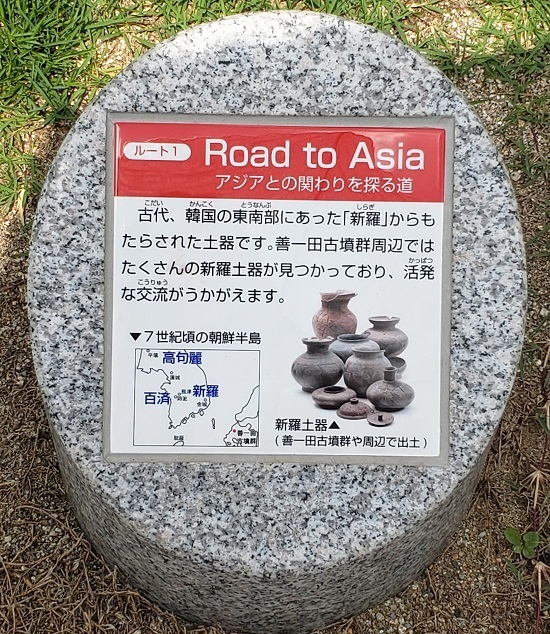 ルート1 Road to Asia
アジアとの関わりを探る道
古代、韓国の東南部にあった「新羅」からも
たらされた土器です。善一田古墳群周辺では
たくさんの新羅土器が見つかっており、活発
な交流がうかがえます。
▼7世紀頃の朝鮮半島
高句麗
百済
新羅
善一田
古墳群
新羅土器▲
(善一田古墳群や周辺で出土)